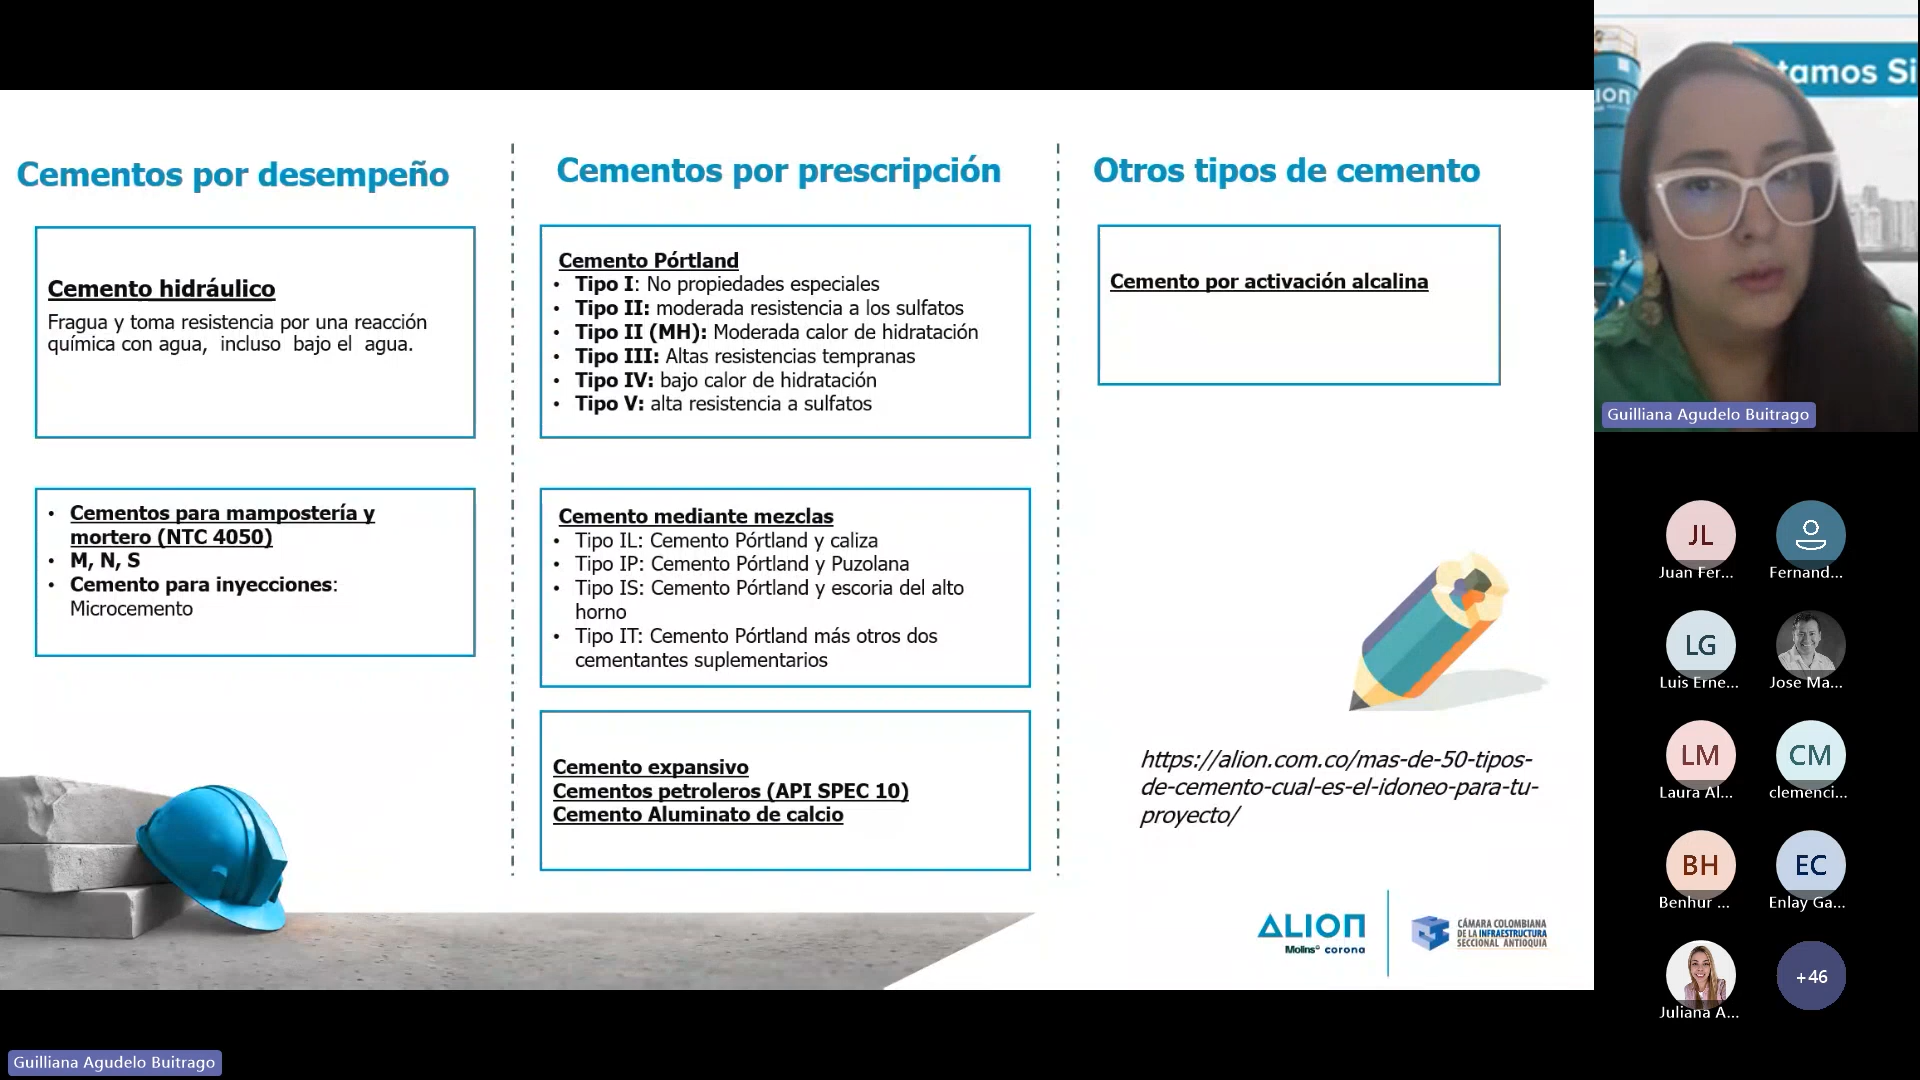 Cementos por desempeño
Cemento hidráulico
Fragua y toma resistencia por una reacción
química con agua, incluso bajo el agua.
• Cementos para mampostería y
mortero (NTC 4050)
• M, N, S
• Cemento para inyecciones:
Microcemento
Cementos por prescripción
Cemento Pórtland
• Tipo I: No propiedades especiales
• Tipo II: moderada resistencia a los sulfatos
• Tipo II (MH): Moderada calor de hidratación
• Tipo III: Altas resistencias tempranas
• Tipo IV: bajo calor de hidratación
• Tipo V: alta resistencia a sulfatos
Cemento mediante mezclas
• Tipo IL: Cemento Pórtland y caliza
• Tipo IP: Cemento Pórtland y Puzolana
• Tipo IS: Cemento Pórtland y escoria del alto
horno
• Tipo IT: Cemento Pórtland más otros dos
cementantes suplementarios
Cemento expansivo
Cementos petroleros (API SPEC 10)
Cemento Aluminato de calcio
Otros tipos de cemento
Cemento por activación alcalina
https://alion.com.co/mas-de-50-tipos-
de-cemento-cual-es-el-idoneo-para-tu-
proyecto/
ALION
Molins corona
CÁMARA COLOMBIANA
DE LA INFRAESTRUCTURA
SECCIONAL ANTIOQUIA
tamos Si
ION
Guilliana Agudelo Buitrago
JL
Juan Fer...
Fernand...
LG
Luis Erne...
Jose Ma...
LM
Laura Al...
CM
clemenci...
BH
Benhur ...
EC
Enlay Ga...
Juliana A...
+46
Guilliana Agudelo Buitrago